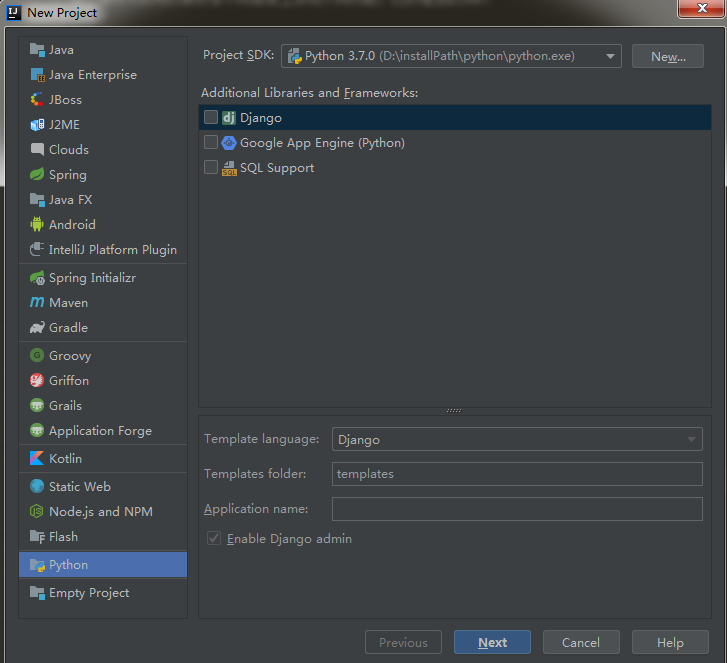 New Project
Java
Java Enterprise
JBoss
J2ME
Clouds
Spring
Java FX
Android
IntelliJ Platform Plugin
Spring Initializr
Maven
Gradle
Groovy
Griffon
Grails
Application Forge
Kotlin
Static Web
Node.js and NPM
Flash
Python
Empty Project
Project SDK: Python 3.7.0 (D:\installPath\python\python.exe) New...
Additional Libraries and Frameworks:
Django
Google App Engine (Python)
SQL Support
Template language: Django
Templates folder: templates
Application name:
Enable Django admin
Previous Next Cancel Help